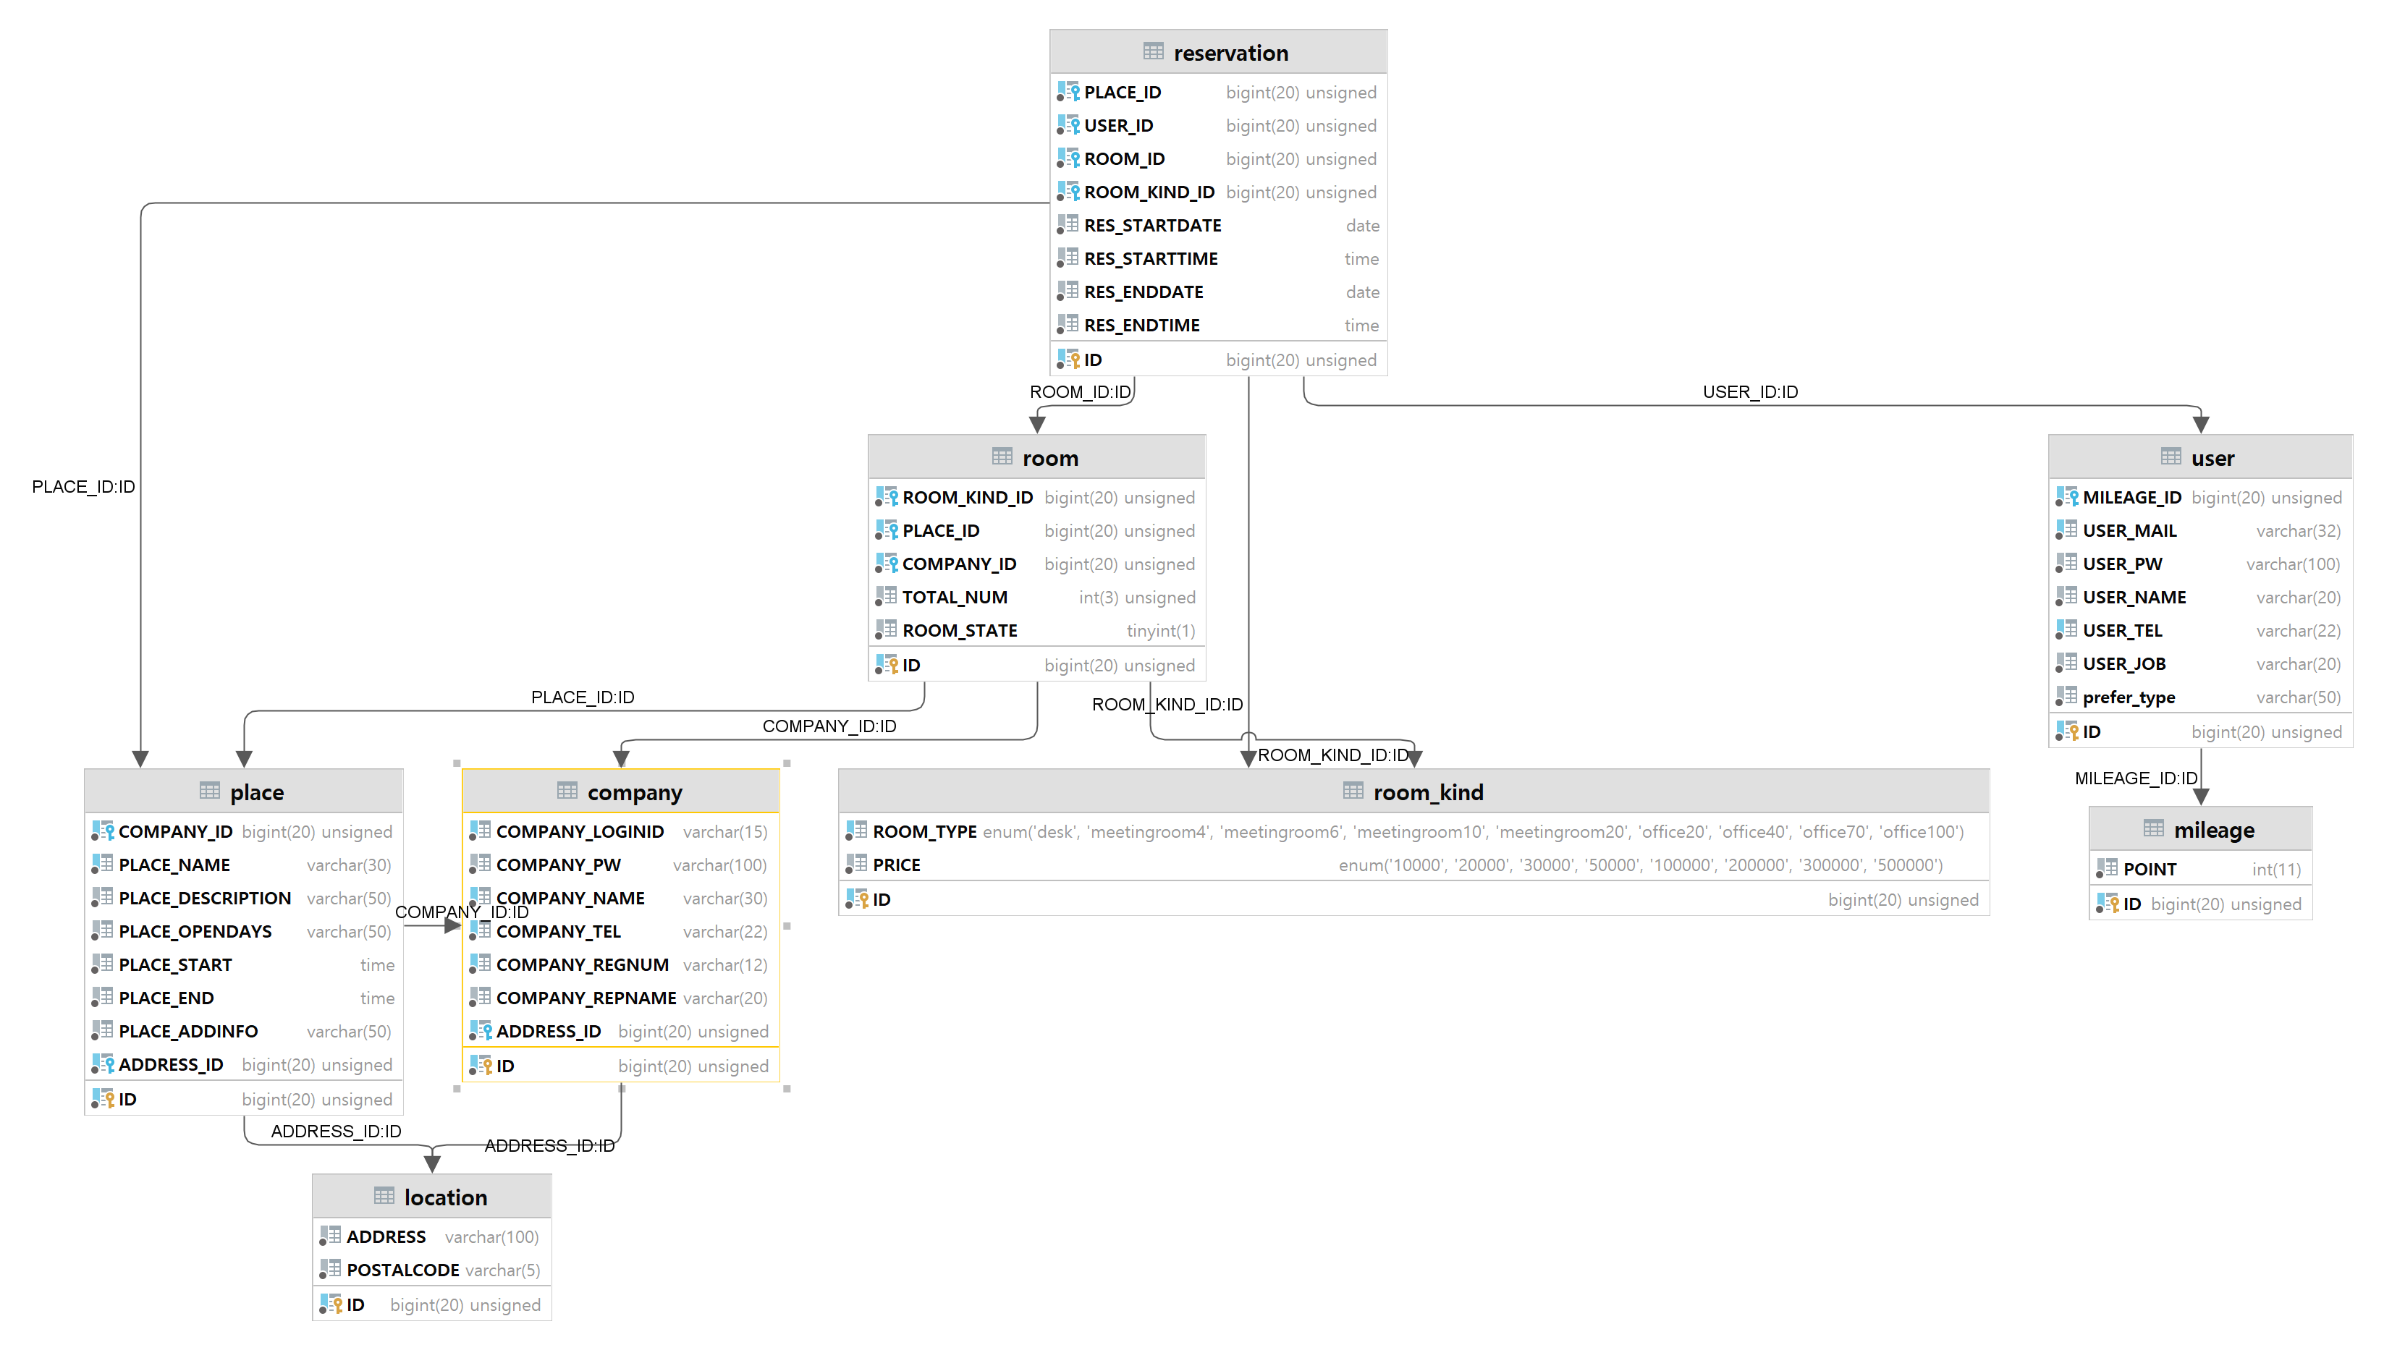 reservation
PLACE_ID bigint(20) unsigned
USER_ID bigint(20) unsigned
ROOM_ID bigint(20) unsigned
ROOM_KIND_ID bigint(20) unsigned
RES_STARTDATE date
RES_STARTTIME time
RES_ENDDATE date
RES_ENDTIME time
ID bigint(20) unsigned
ROOM_ID:ID
USER_ID:ID
PLACE_ID:ID
room
ROOM_KIND_ID bigint(20) unsigned
PLACE_ID bigint(20) unsigned
COMPANY_ID bigint(20) unsigned
TOTAL_NUM int(3) unsigned
ROOM_STATE tinyint(1)
ID bigint(20) unsigned
user
MILEAGE_ID bigint(20) unsigned
USER_MAIL varchar(32)
USER_PW varchar(100)
USER_NAME varchar(20)
USER_TEL varchar(22)
USER_JOB varchar(20)
prefer_type varchar(50)
ID bigint(20) unsigned
PLACE_ID:ID
COMPANY_ID:ID
ROOM_KIND_ID:ID
ROOM_KIND_ID:ID
MILEAGE_ID:ID
place
COMPANY_ID bigint(20) unsigned
PLACE_NAME varchar(30)
PLACE_DESCRIPTION varchar(50)
PLACE_OPENDAYS varchar(50)
PLACE_START time
PLACE_END time
PLACE_ADDINFO varchar(50)
ADDRESS_ID bigint(20) unsigned
ID bigint(20) unsigned
COMPANY_ID:ID
company
COMPANY_LOGINID varchar(15)
COMPANY_PW varchar(100)
COMPANY_NAME varchar(30)
COMPANY_TEL varchar(22)
COMPANY_REGNUM varchar(12)
COMPANY_REPNAME varchar(20)
ADDRESS_ID bigint(20) unsigned
ID bigint(20) unsigned
room_kind
ROOM_TYPE enum('desk', 'meetingroom4', 'meetingroom6', 'meetingroom10', 'meetingroom20', 'office20', 'office40', 'office70', 'office100')
PRICE enum('10000', '20000', '30000', '50000', '100000', '200000', '300000', '500000')
ID bigint(20) unsigned
mileage
POINT int(11)
ID bigint(20) unsigned
ADDRESS_ID:ID
ADDRESS_ID:ID
location
ADDRESS varchar(100)
POSTALCODE varchar(5)
ID bigint(20) unsigned